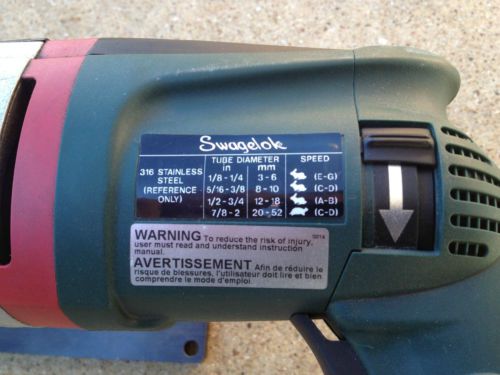 Swagelok
316 STAINLESS STEEL (REFERENCE ONLY)
TUBE DIAMETER SPEED
in mm
1/8 - 1/4 3 - 6 (E-G)
5/16 - 3/8 8 - 10 (C-D)
1/2 - 3/4 12 - 18 (A-B)
7/8 - 2 20 - 52 (C-D)
WARNING To reduce the risk of injury,
user must read and understand instruction
manual.
AVERTISSEMENT Afin de réduire le
risque de blessures, l'utilisateur doit lire et bien
comprendre le mode d'emploi